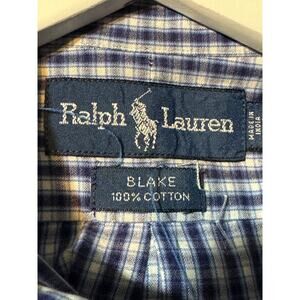 Ralph Lauren
MADE IN
INDIA
BLAKE
100% COTTON